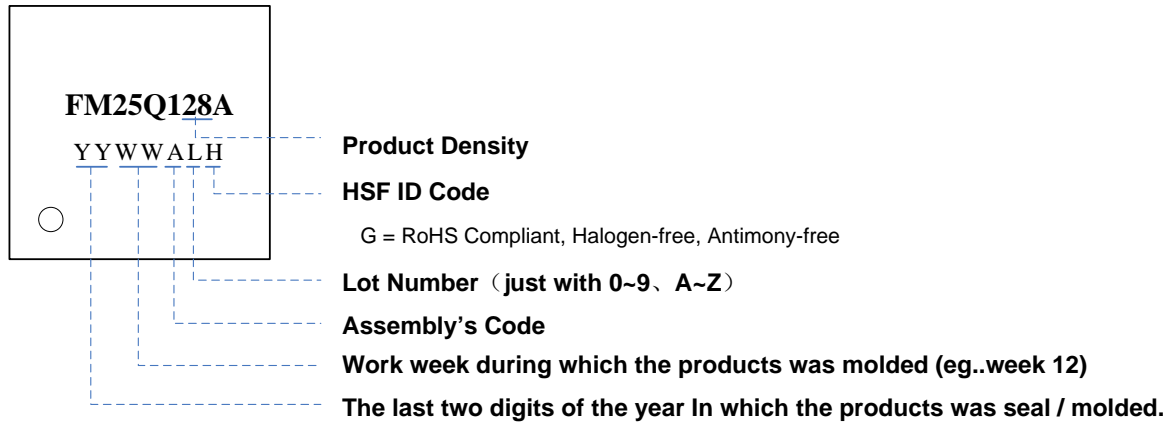 FM25Q128A
YYWWALH
Product Density
HSF ID Code
G = RoHS Compliant, Halogen-free, Antimony-free
Lot Number（just with 0~9、A~Z）
Assembly's Code
Work week during which the products was molded (eg..week 12)
The last two digits of the year In which the products was seal / molded.